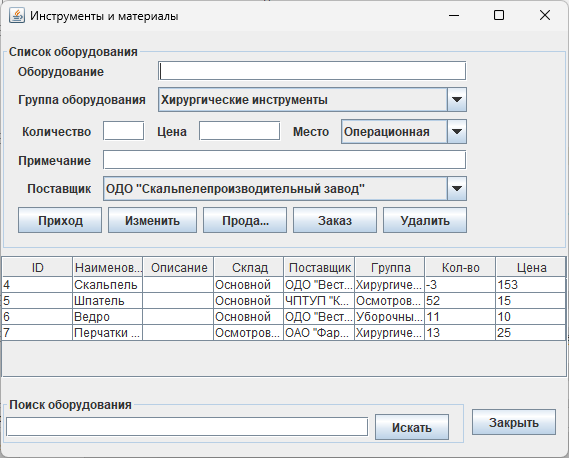 Инструменты и материалы
Список оборудования
Оборудование
Группа оборудования Хирургические инструменты
Количество Цена Место Операционная
Примечание
Поставщик ОДО "Скальпелепроизводительный завод"
Приход Изменить Прода... Заказ Удалить
ID Наименов... Описание Склад Поставщик Группа Кол-во Цена
4 Скальпель Основной ОДО "Вест... Хирургиче... -3 153
5 Шпатель Основной ЧПТУП "К... Осмотров... 52 15
6 Ведро Основной ОДО "Вест... Уборочны... 11 10
7 Перчатки ... Осмотров... ОАО "Фар... Хирургиче... 13 25
Поиск оборудования
Искать Закрыть